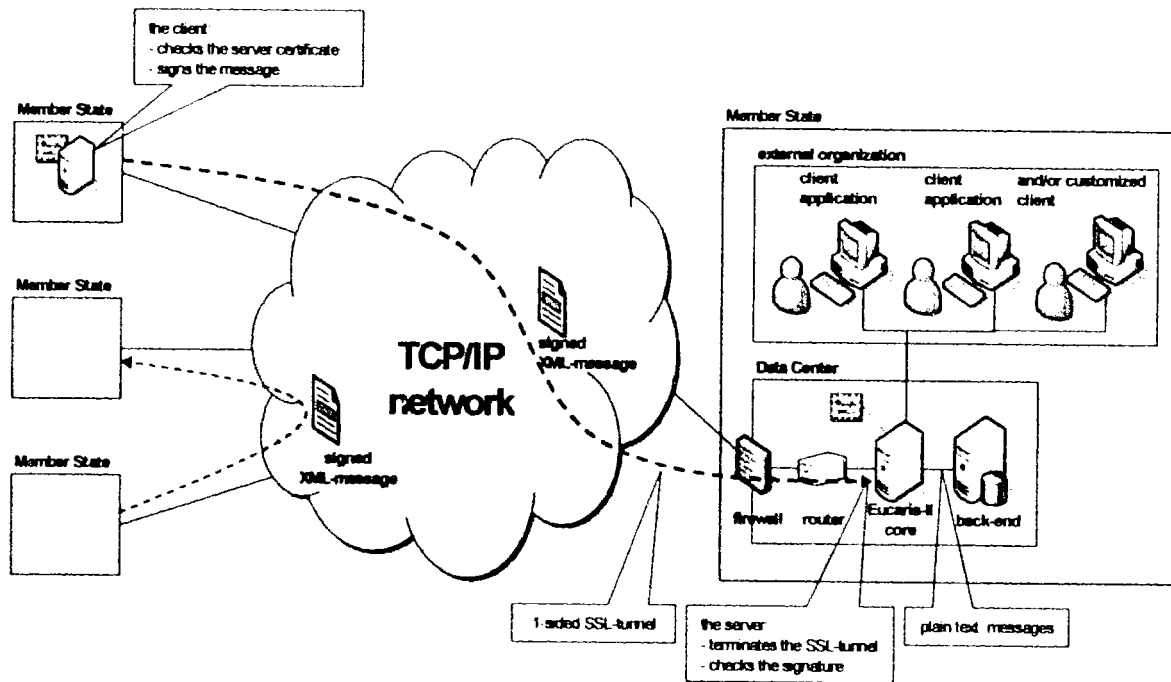 the client
- checks the server certificate
- signs the message
Member State
Member State
external organization
client
application
client
application
and/or customized
client
Member State
signed
XML-message
TCP/IP
network
signed
XML-message
Data Center
Member State
firewall
router
Eucaris-II
core
back-end
1-sided SSL-tunnel
the server
- terminates the SSL-tunnel
- checks the signature
plain text messages